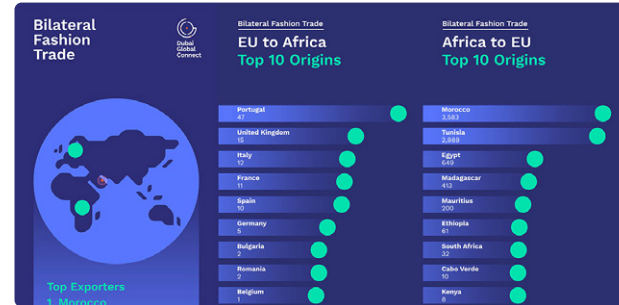 Bilateral
Fashion
Trade
Dubai
Global
Connect
Top Exporters
1. Morocco
Bilateral Fashion Trade
EU to Africa
Top 10 Origins
Portugal
47
United Kingdom
15
Italy
12
France
11
Spain
10
Germany
5
Bulgaria
2
Romania
2
Belgium
1
Bilateral Fashion Trade
Africa to EU
Top 10 Origins
Morocco
3,583
Tunisia
2,989
Egypt
649
Madagascar
413
Mauritius
200
Ethiopia
61
South Africa
32
Cabo Verde
10
Kenya
8